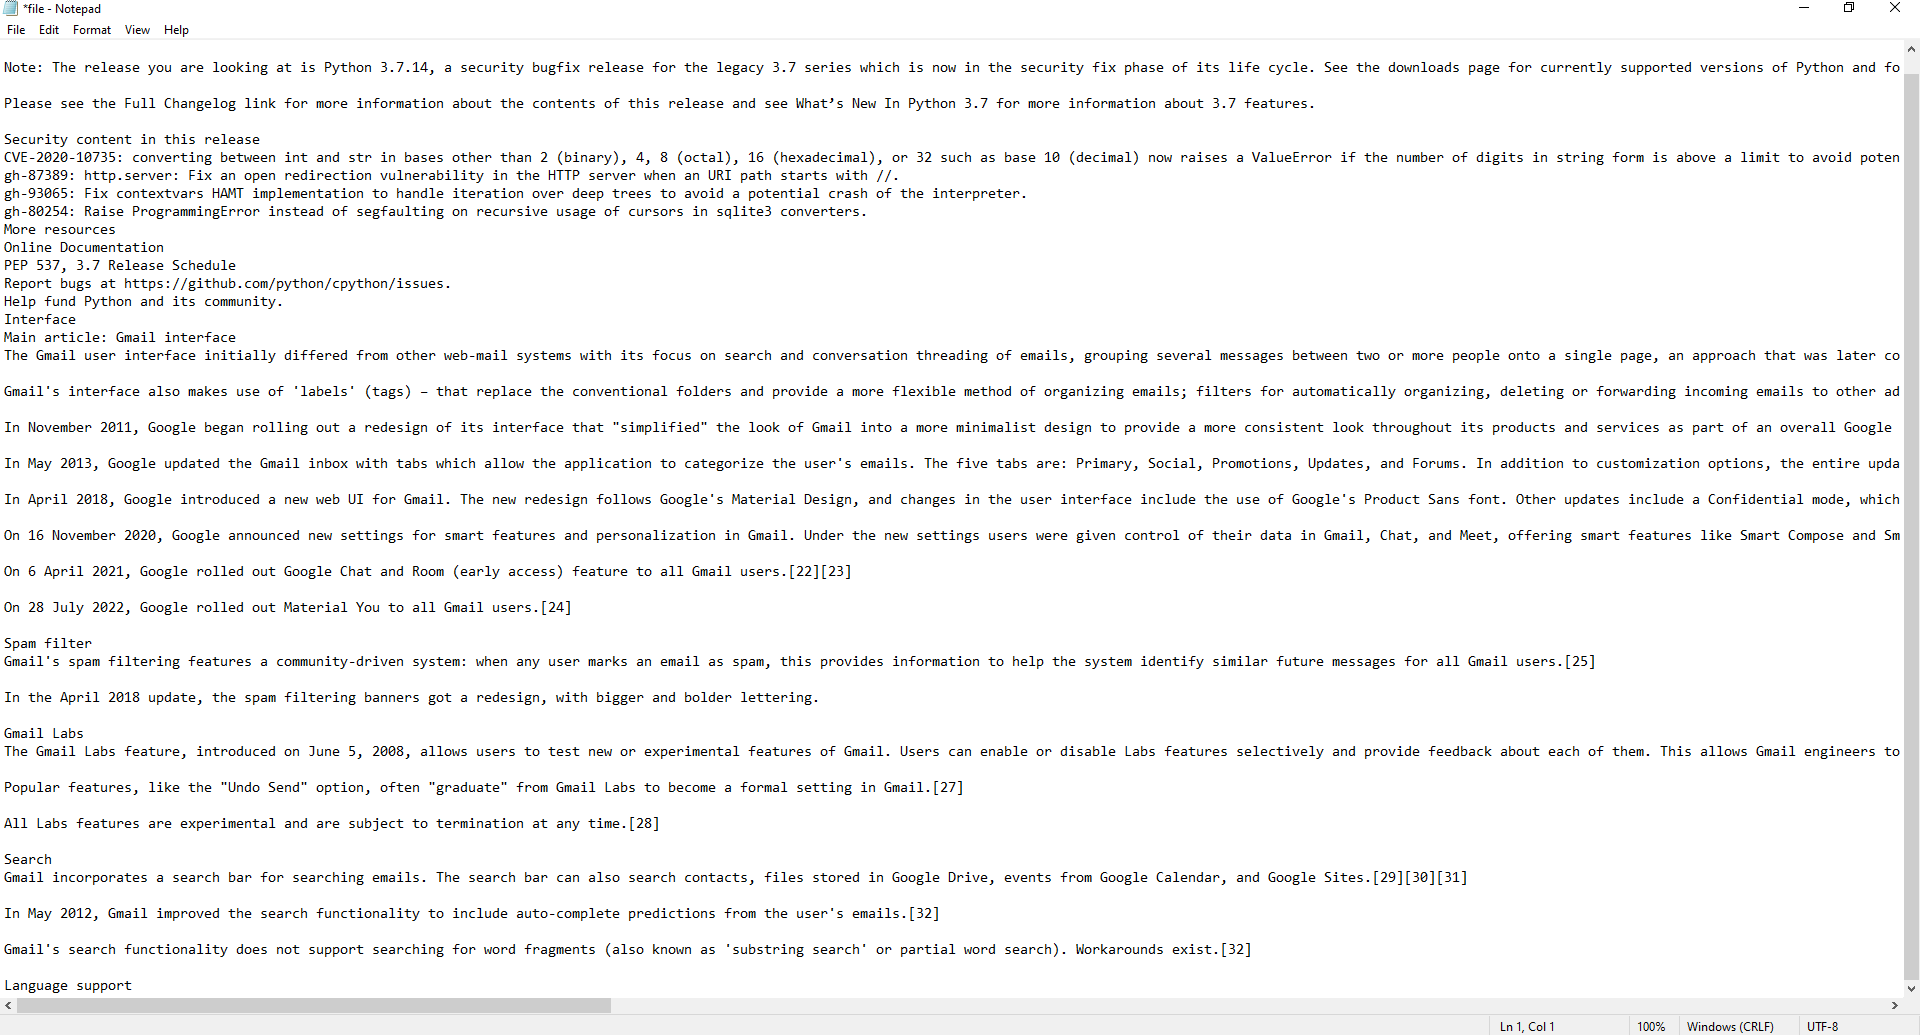 *file - Notepad
File Edit Format View Help
Note: The release you are looking at is Python 3.7.14, a security bugfix release for the legacy 3.7 series which is now in the security fix phase of its life cycle. See the downloads page for currently supported versions of Python and fo
Please see the Full Changelog link for more information about the contents of this release and see What’s New In Python 3.7 for more information about 3.7 features.
Security content in this release
CVE-2020-10735: converting between int and str in bases other than 2 (binary), 4, 8 (octal), 16 (hexadecimal), or 32 such as base 10 (decimal) now raises a ValueError if the number of digits in string form is above a limit to avoid poten
gh-87389: http.server: Fix an open redirection vulnerability in the HTTP server when an URI path starts with //.
gh-93065: Fix contextvars HAMT implementation to handle iteration over deep trees to avoid a potential crash of the interpreter.
gh-80254: Raise ProgrammingError instead of segfaulting on recursive usage of cursors in sqlite3 converters.
More resources
Online Documentation
PEP 537, 3.7 Release Schedule
Report bugs at https://github.com/python/cpython/issues.
Help fund Python and its community.
Interface
Main article: Gmail interface
The Gmail user interface initially differed from other web-mail systems with its focus on search and conversation threading of emails, grouping several messages between two or more people onto a single page, an approach that was later co
Gmail's interface also makes use of 'labels' (tags) – that replace the conventional folders and provide a more flexible method of organizing emails; filters for automatically organizing, deleting or forwarding incoming emails to other ad
In November 2011, Google began rolling out a redesign of its interface that "simplified" the look of Gmail into a more minimalist design to provide a more consistent look throughout its products and services as part of an overall Google
In May 2013, Google updated the Gmail inbox with tabs which allow the application to categorize the user's emails. The five tabs are: Primary, Social, Promotions, Updates, and Forums. In addition to customization options, the entire upda
In April 2018, Google introduced a new web UI for Gmail. The new redesign follows Google's Material Design, and changes in the user interface include the use of Google's Product Sans font. Other updates include a Confidential mode, which
On 16 November 2020, Google announced new settings for smart features and personalization in Gmail. Under the new settings users were given control of their data in Gmail, Chat, and Meet, offering smart features like Smart Compose and Sm
On 6 April 2021, Google rolled out Google Chat and Room (early access) feature to all Gmail users.[22][23]
On 28 July 2022, Google rolled out Material You to all Gmail users.[24]
Spam filter
Gmail's spam filtering features a community-driven system: when any user marks an email as spam, this provides information to help the system identify similar future messages for all Gmail users.[25]
In the April 2018 update, the spam filtering banners got a redesign, with bigger and bolder lettering.
Gmail Labs
The Gmail Labs feature, introduced on June 5, 2008, allows users to test new or experimental features of Gmail. Users can enable or disable Labs features selectively and provide feedback about each of them. This allows Gmail engineers to
Popular features, like the "Undo Send" option, often "graduate" from Gmail Labs to become a formal setting in Gmail.[27]
All Labs features are experimental and are subject to termination at any time.[28]
Search
Gmail incorporates a search bar for searching emails. The search bar can also search contacts, files stored in Google Drive, events from Google Calendar, and Google Sites.[29][30][31]
In May 2012, Gmail improved the search functionality to include auto-complete predictions from the user's emails.[32]
Gmail's search functionality does not support searching for word fragments (also known as 'substring search' or partial word search). Workarounds exist.[32]
Language support
Ln 1, Col 1 100% Windows (CRLF) UTF-8